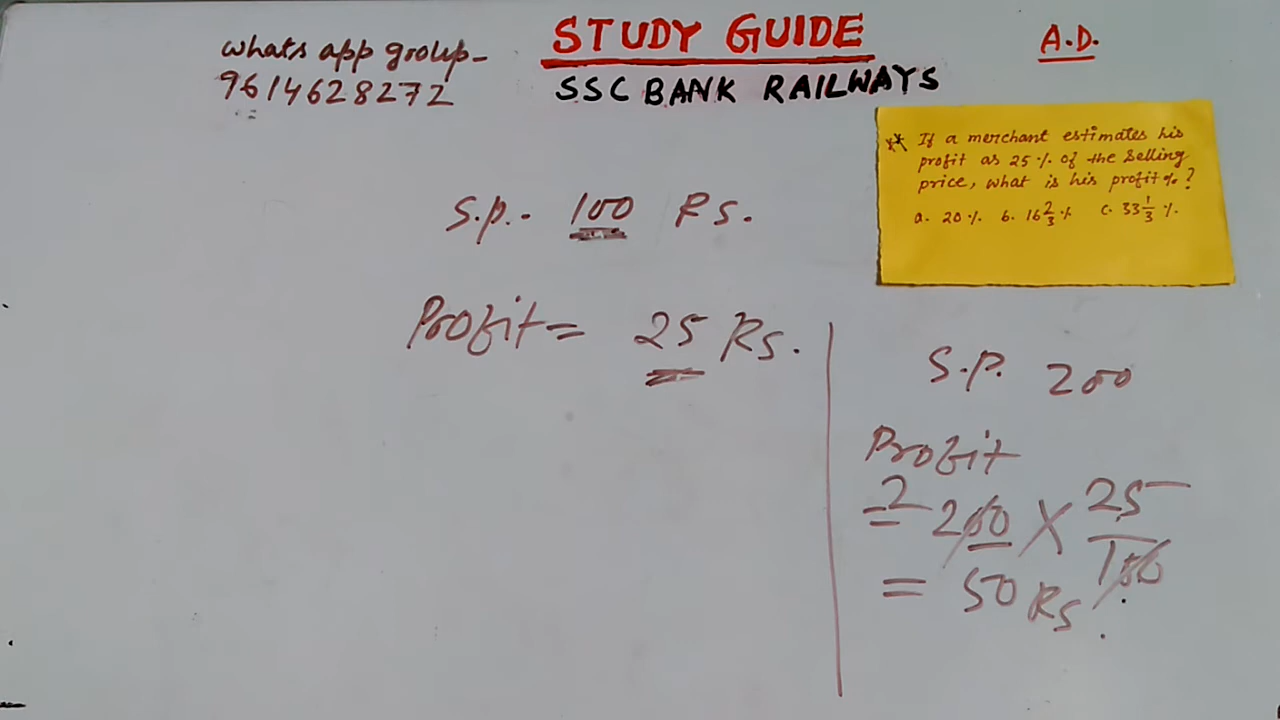 whats app group-
9614628272
STUDY GUIDE
SSC BANK RAILWAYS
A.D.
** If a merchant estimates his
profit as 25% of the selling
price, what is his profit%?
a. 20% b. 16 2/3 % c. 33 1/3 %.
S.p.- 100 Rs.
Profit= 25 Rs.
S.P. 200
Profit
2
= 200 X 25/100
= 50 Rs.